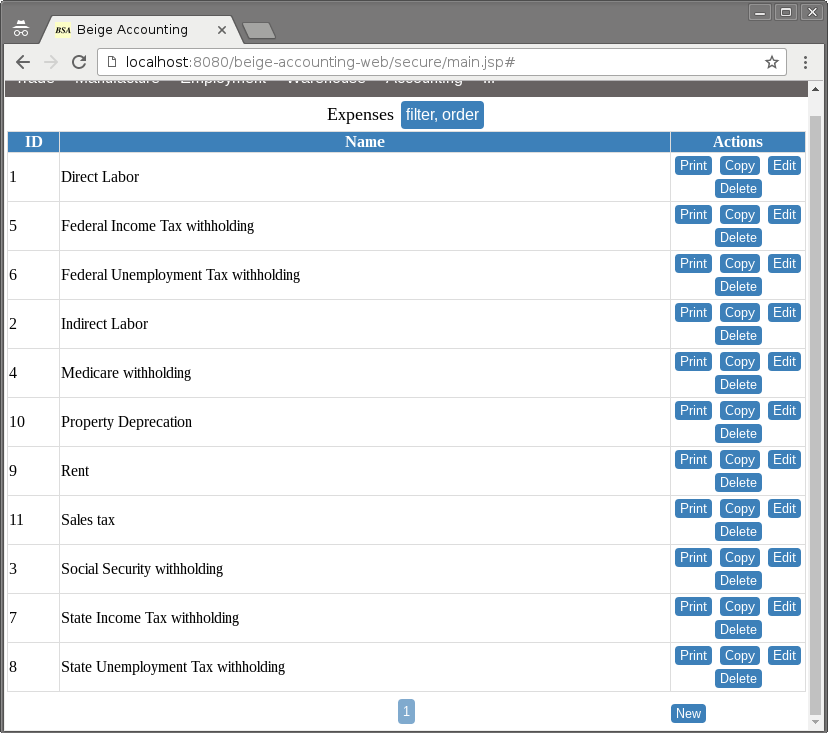 BSA Beige Accounting
localhost:8080/beige-accounting-web/secure/main.jsp#
Trade Manufacture Employment Warehouse Accounting ...
Expenses filter, order
ID Name Actions
1 Direct Labor Print Copy Edit
Delete
5 Federal Income Tax withholding Print Copy Edit
Delete
6 Federal Unemployment Tax withholding Print Copy Edit
Delete
2 Indirect Labor Print Copy Edit
Delete
4 Medicare withholding Print Copy Edit
Delete
10 Property Deprecation Print Copy Edit
Delete
9 Rent Print Copy Edit
Delete
11 Sales tax Print Copy Edit
Delete
3 Social Security withholding Print Copy Edit
Delete
7 State Income Tax withholding Print Copy Edit
Delete
8 State Unemployment Tax withholding Print Copy Edit
Delete
1 New